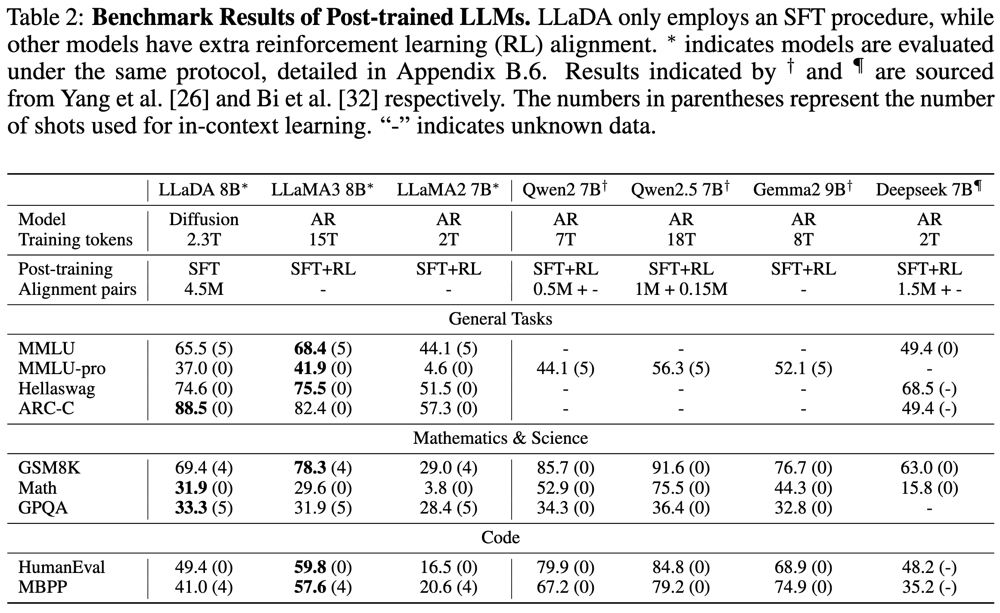 Table 2: Benchmark Results of Post-trained LLMs. LLaDA only employs an SFT procedure, while
other models have extra reinforcement learning (RL) alignment. * indicates models are evaluated
under the same protocol, detailed in Appendix B.6. Results indicated by † and ¶ are sourced
from Yang et al. [26] and Bi et al. [32] respectively. The numbers in parentheses represent the number
of shots used for in-context learning. “-” indicates unknown data.
LLaDA 8B* LLaMA3 8B* LLaMA2 7B* Qwen2 7B† Qwen2.5 7B† Gemma2 9B† Deepseek 7B¶
Model Diffusion AR AR AR AR AR AR
Training tokens 2.3T 15T 2T 7T 18T 8T 2T
Post-training SFT SFT+RL SFT+RL SFT+RL SFT+RL SFT+RL SFT+RL
Alignment pairs 4.5M - - 0.5M + - 1M + 0.15M - 1.5M + -
General Tasks
MMLU 65.5 (5) 68.4 (5) 44.1 (5) - - - 49.4 (0)
MMLU-pro 37.0 (0) 41.9 (0) 4.6 (0) 44.1 (5) 56.3 (5) 52.1 (5) -
Hellaswag 74.6 (0) 75.5 (0) 51.5 (0) - - - 68.5 (-)
ARC-C 88.5 (0) 82.4 (0) 57.3 (0) - - - 49.4 (-)
Mathematics & Science
GSM8K 69.4 (4) 78.3 (4) 29.0 (4) 85.7 (0) 91.6 (0) 76.7 (0) 63.0 (0)
Math 31.9 (0) 29.6 (0) 3.8 (0) 52.9 (0) 75.5 (0) 44.3 (0) 15.8 (0)
GPQA 33.3 (5) 31.9 (5) 28.4 (5) 34.3 (0) 36.4 (0) 32.8 (0) -
Code
HumanEval 49.4 (0) 59.8 (0) 16.5 (0) 79.9 (0) 84.8 (0) 68.9 (0) 48.2 (-)
MBPP 41.0 (4) 57.6 (4) 20.6 (4) 67.2 (0) 79.2 (0) 74.9 (0) 35.2 (-)